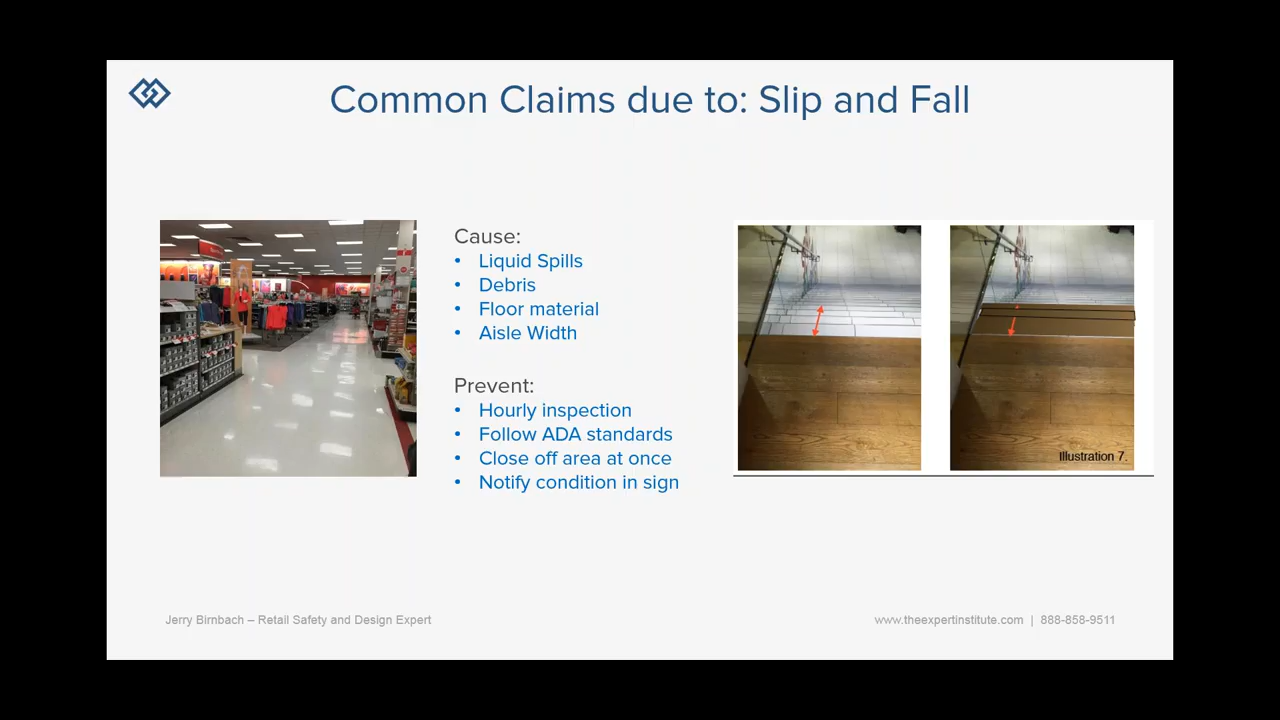 Common Claims due to: Slip and Fall
Cause:
• Liquid Spills
• Debris
• Floor material
• Aisle Width
Prevent:
• Hourly inspection
• Follow ADA standards
• Close off area at once
• Notify condition in sign
Illustration 7.
Jerry Birnbach – Retail Safety and Design Expert
www.theexpertinstitute.com | 888-858-9511